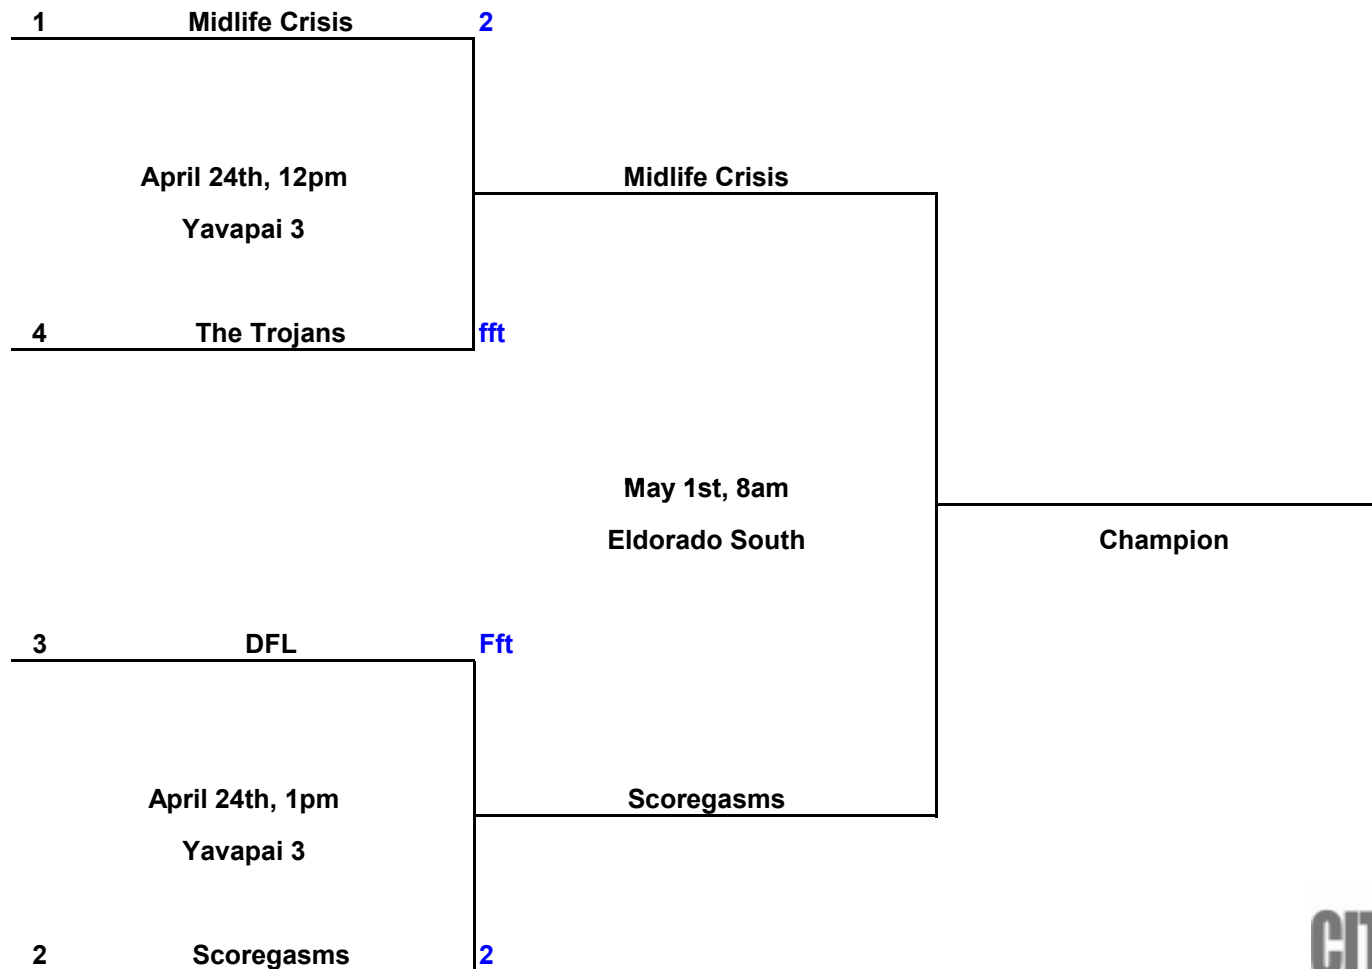 1 Midlife Crisis 2
April 24th, 12pm
Midlife Crisis
Yavapai 3
4 The Trojans fft
May 1st, 8am
Eldorado South
Champion
3 DFL Fft
April 24th, 1pm
Scoregasms
Yavapai 3
2 Scoregasms 2
CIT